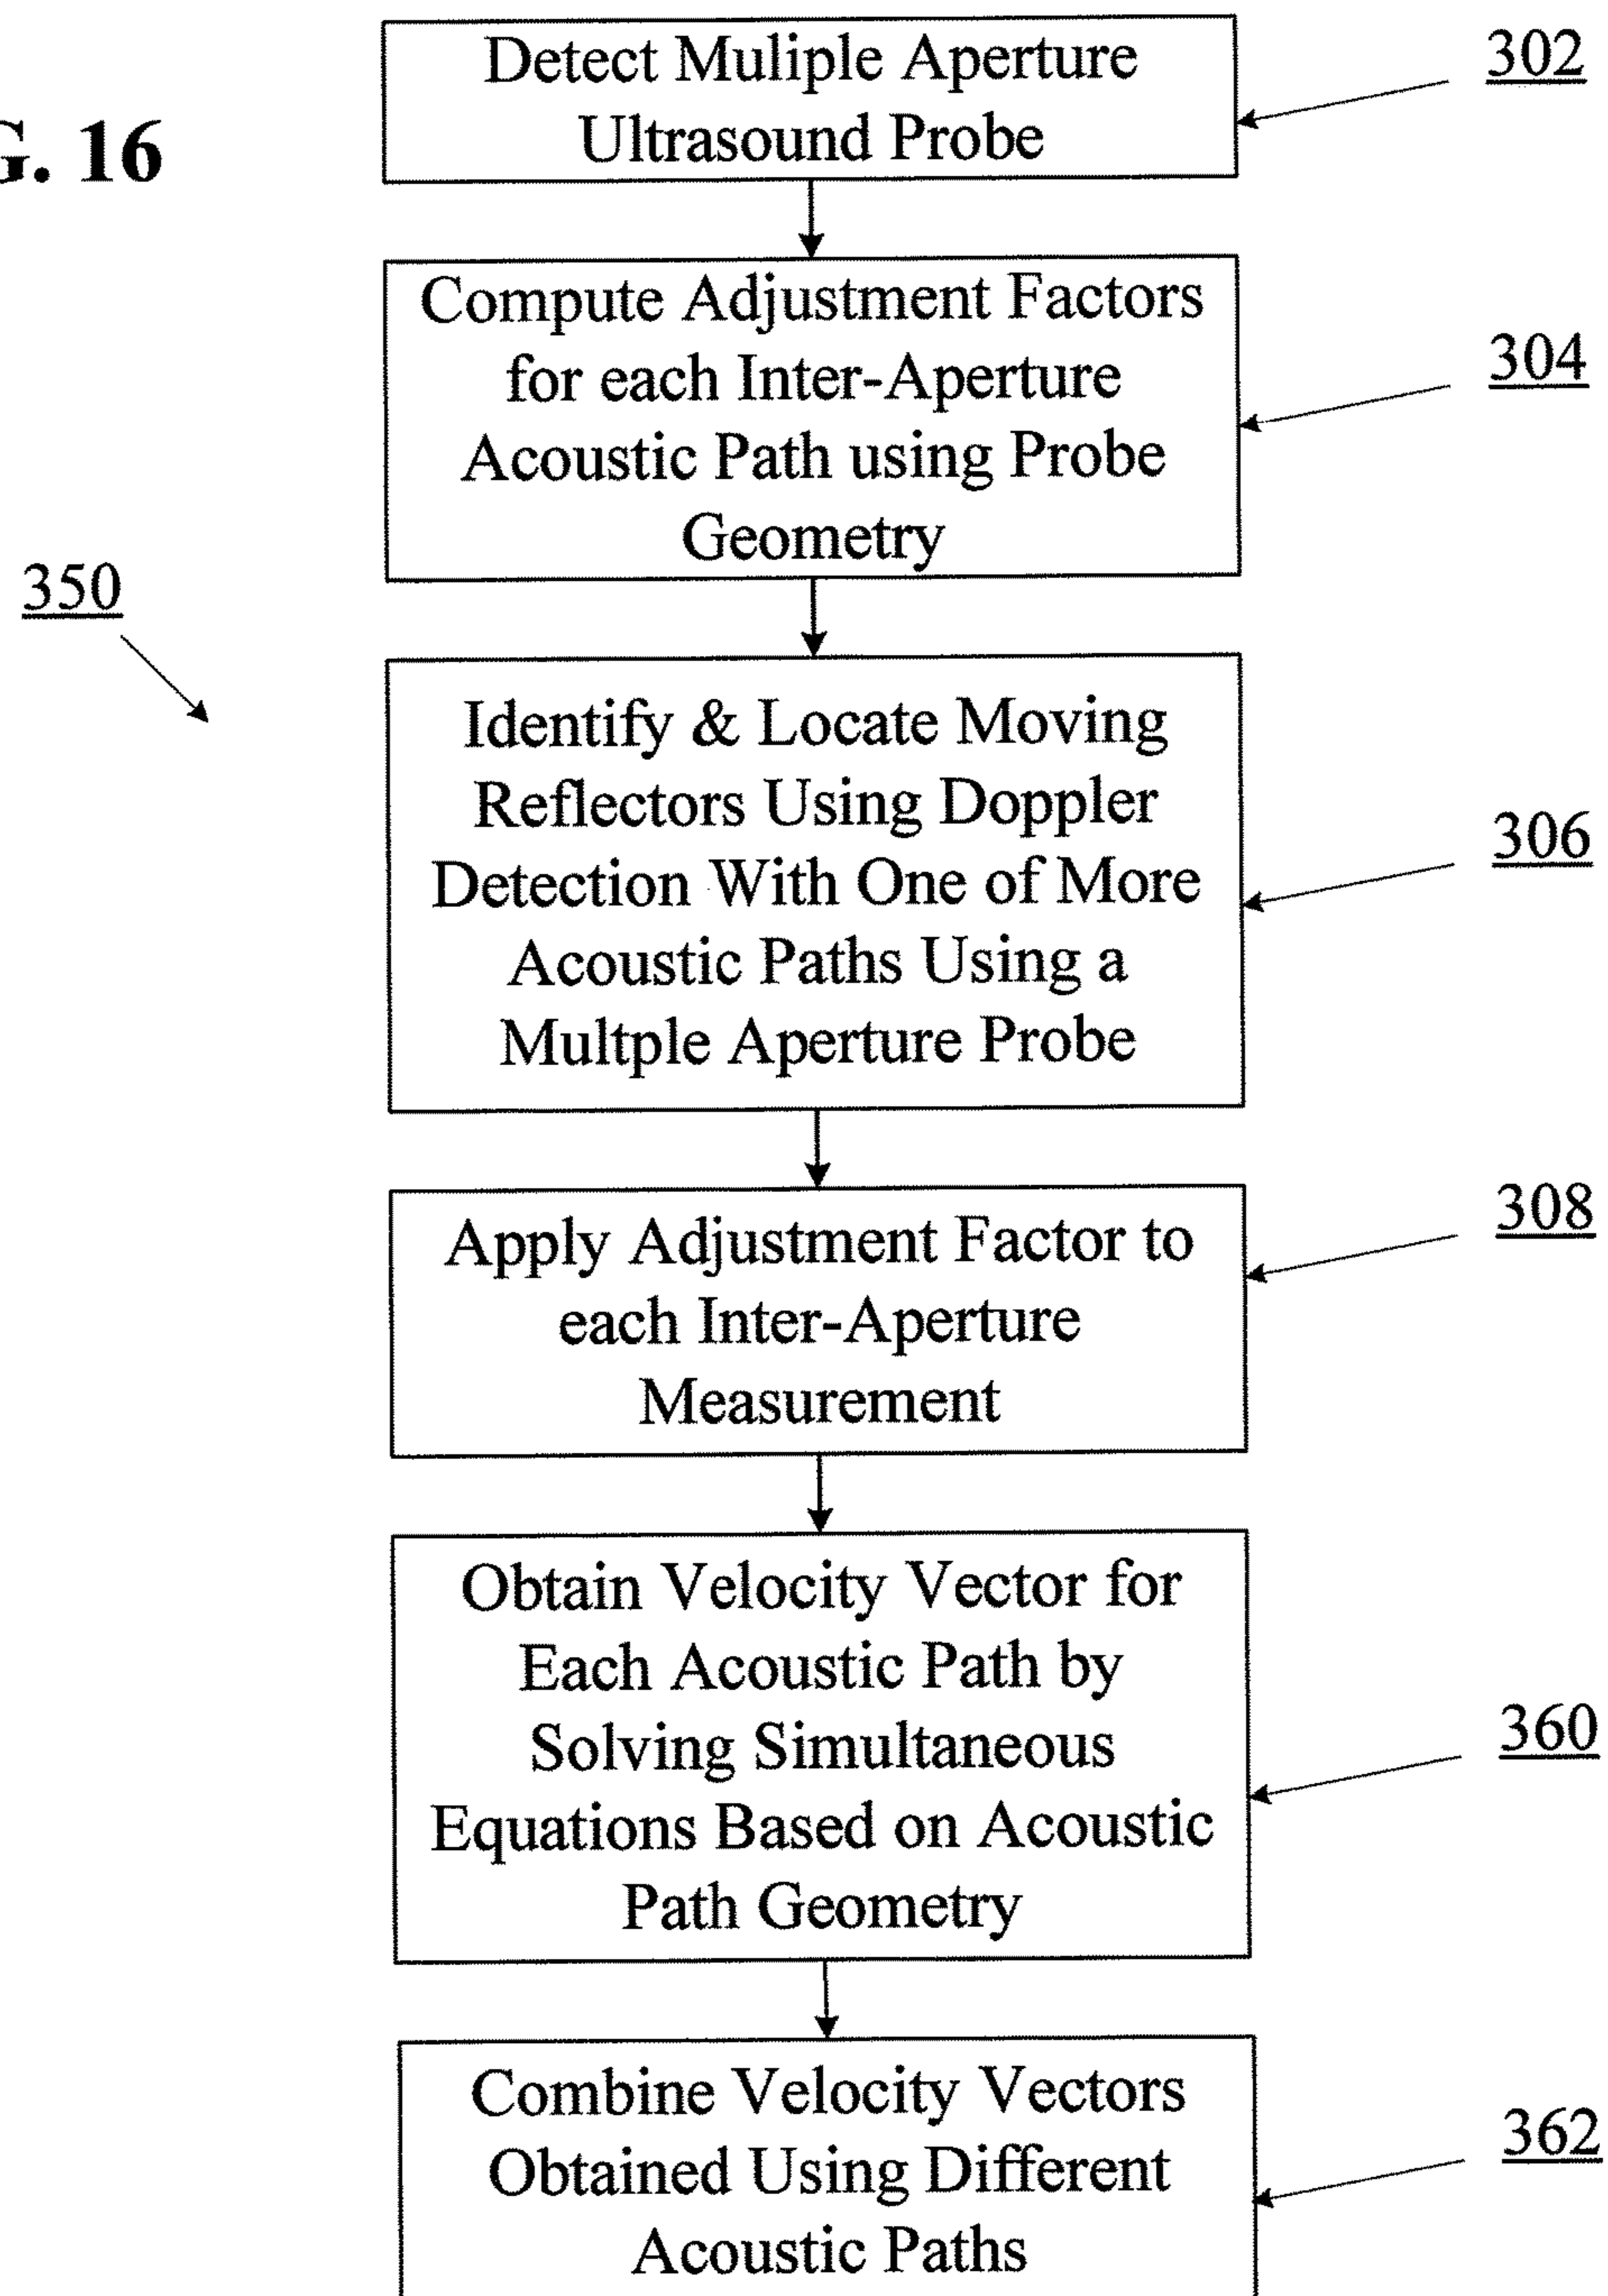 Detect Muliple Aperture
Ultrasound Probe
302
G. 16
Compute Adjustment Factors
for each Inter-Aperture
Acoustic Path using Probe
Geometry
304
350
Identify & Locate Moving
Reflectors Using Doppler
Detection With One of More
Acoustic Paths Using a
Multple Aperture Probe
306
Apply Adjustment Factor to
each Inter-Aperture
Measurement
308
Obtain Velocity Vector for
Each Acoustic Path by
Solving Simultaneous
Equations Based on Acoustic
Path Geometry
360
Combine Velocity Vectors
Obtained Using Different
Acoustic Paths
362